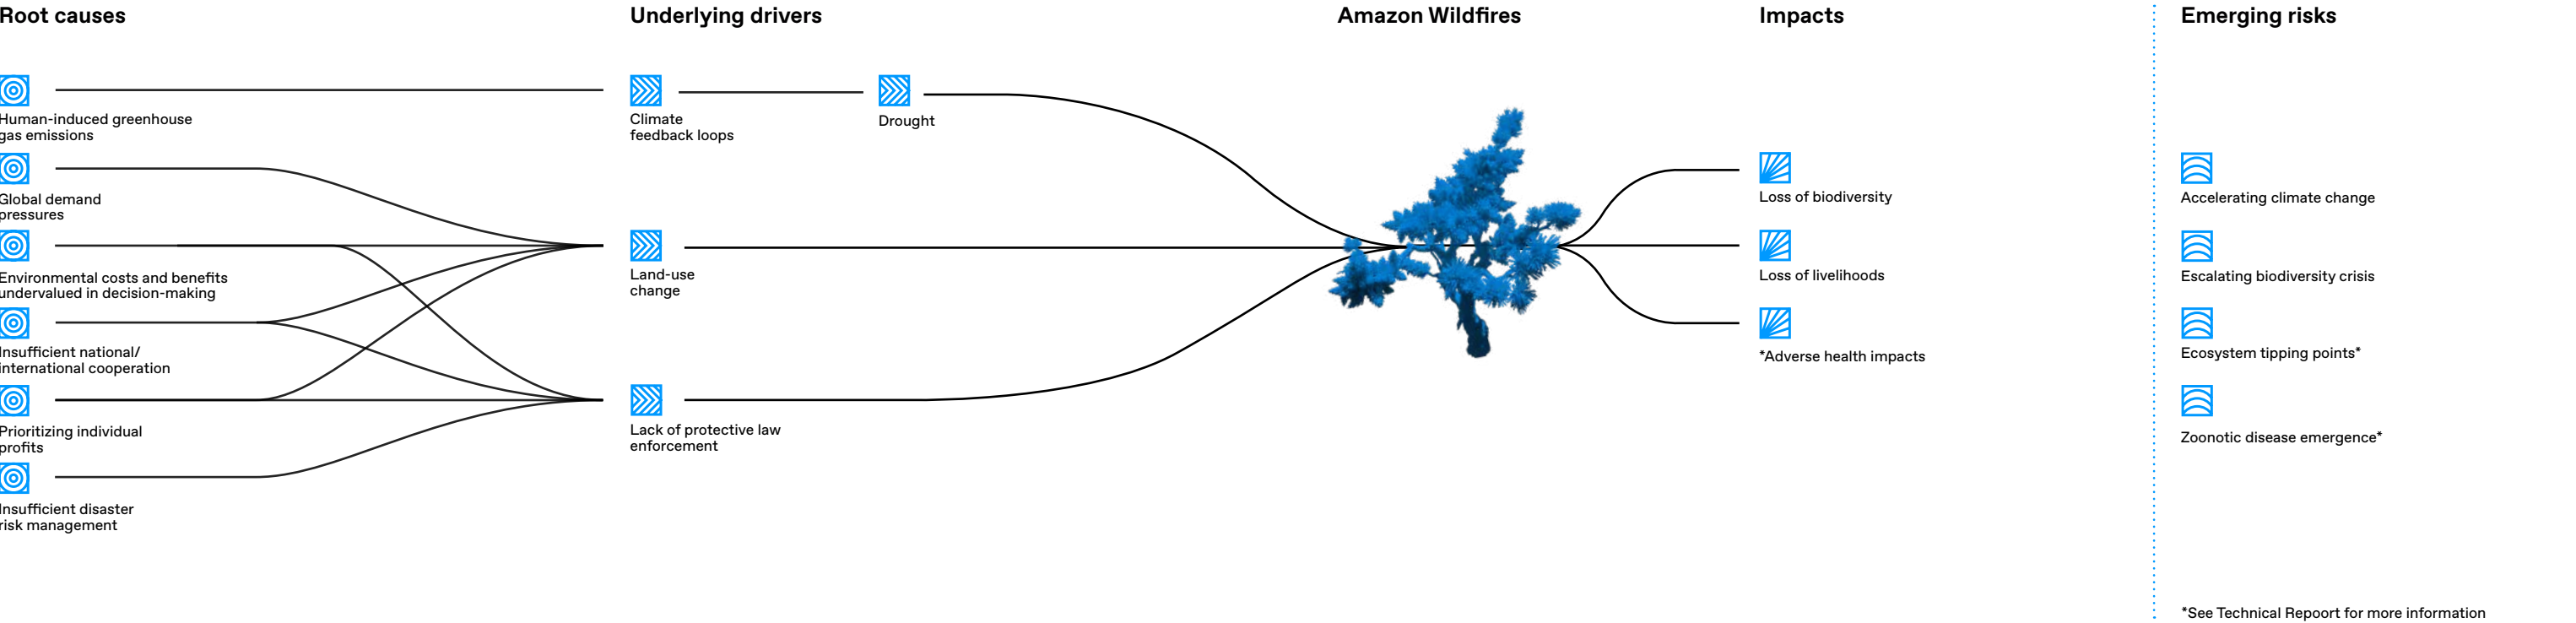 Root causes
Underlying drivers
Amazon Wildfires
Impacts
Emerging risks
Human-induced greenhouse
gas emissions
Global demand
pressures
Environmental costs and benefits
undervalued in decision-making
Insufficient national/
international cooperation
Prioritizing individual
profits
Insufficient disaster
risk management
Climate
feedback loops
Drought
Land-use
change
Lack of protective law
enforcement
Loss of biodiversity
Loss of livelihoods
*Adverse health impacts
Accelerating climate change
Escalating biodiversity crisis
Ecosystem tipping points*
Zoonotic disease emergence*
*See Technical Repoort for more information